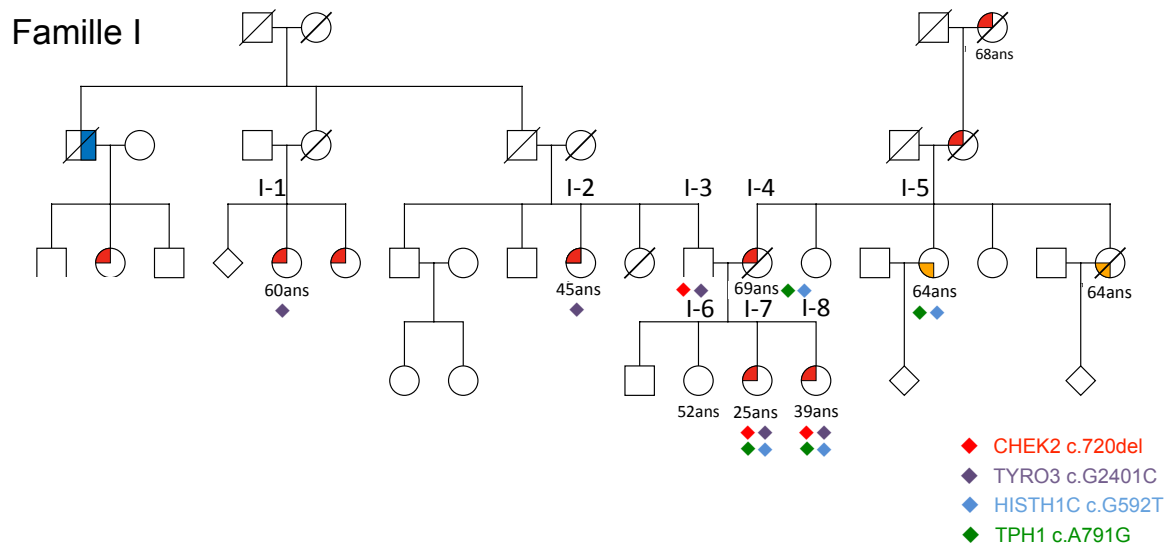 Famille I
68ans
I-1 I-2 I-3 I-4 I-5
60ans 45ans 69ans 64ans 64ans
I-6 I-7 I-8
52ans 25ans 39ans
CHEK2 c.720del
TYRO3 c.G2401C
HISTH1C c.G592T
TPH1 c.A791G